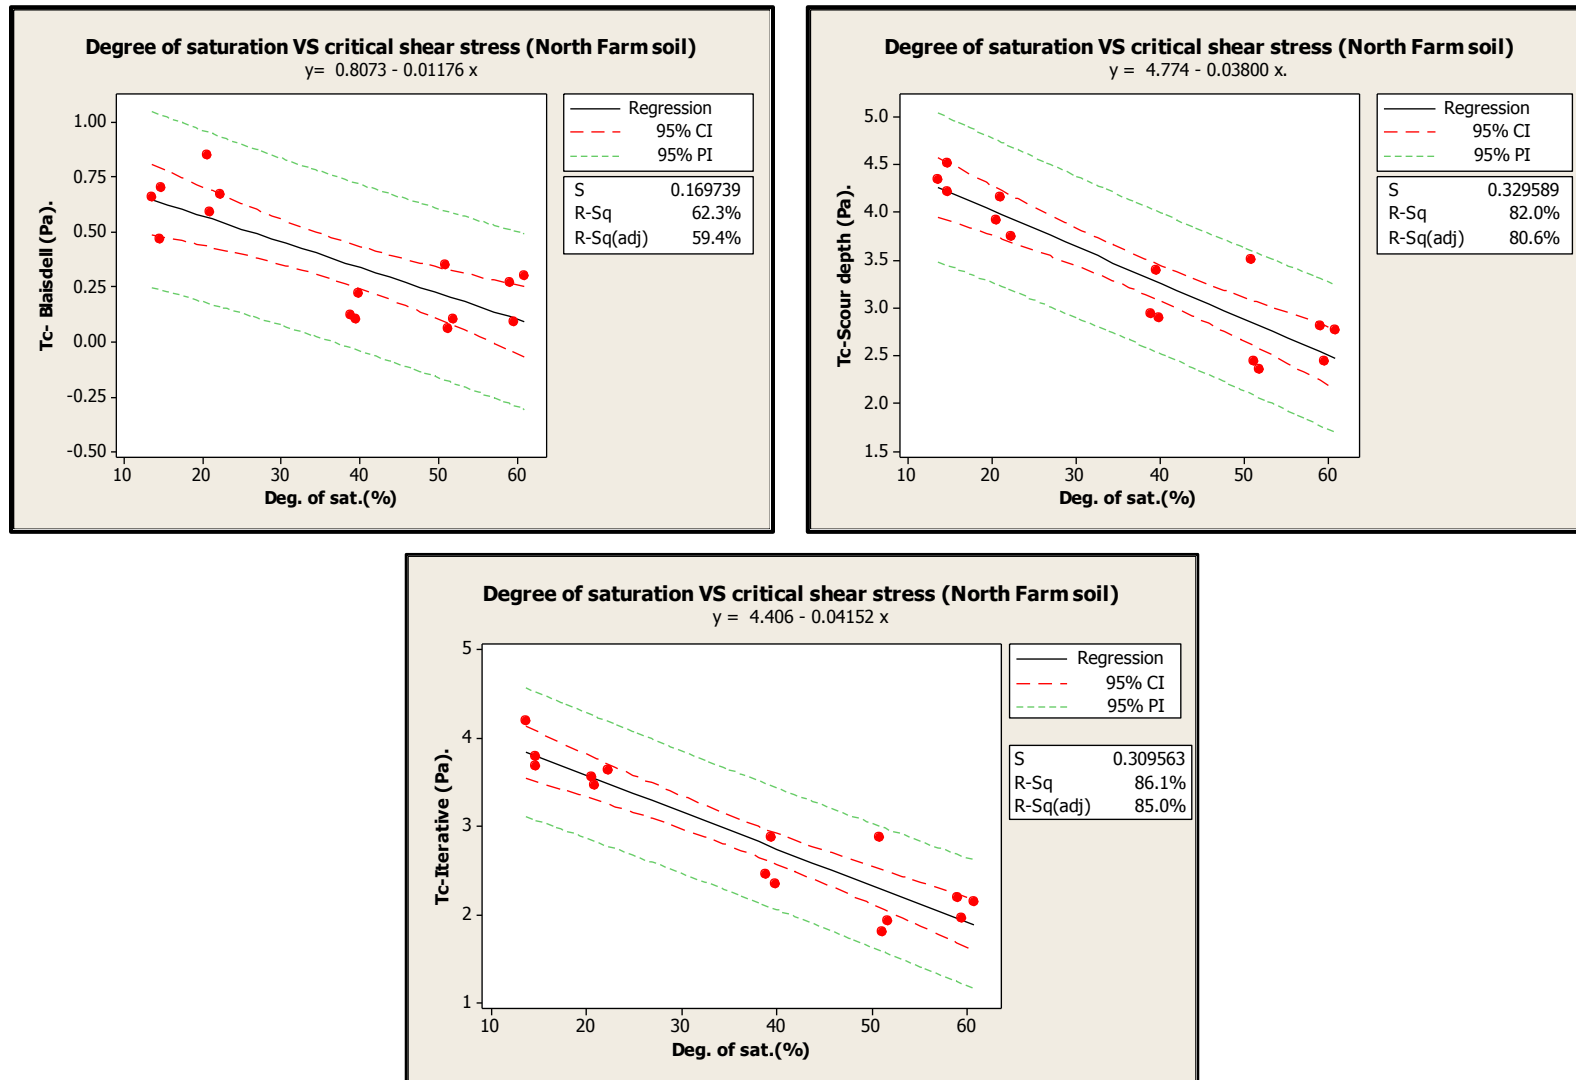 Degree of saturation VS critical shear stress (North Farm soil)
y= 0.8073 - 0.01176 x
Tc- Blaisdell (Pa).
1.00
0.75
0.50
0.25
0.00
-0.25
-0.50
10 20 30 40 50 60
Deg. of sat.(%)
Regression
95% CI
95% PI
S 0.169739
R-Sq 62.3%
R-Sq(adj) 59.4%
Degree of saturation VS critical shear stress (North Farm soil)
y = 4.774 - 0.03800 x.
Tc-Scour depth (Pa).
5.0
4.5
4.0
3.5
3.0
2.5
2.0
1.5
10 20 30 40 50 60
Deg. of sat.(%)
Regression
95% CI
95% PI
S 0.329589
R-Sq 82.0%
R-Sq(adj) 80.6%
Degree of saturation VS critical shear stress (North Farm soil)
y = 4.406 - 0.04152 x
Tc-Iterative (Pa).
5
4
3
2
1
10 20 30 40 50 60
Deg. of sat.(%)
Regression
95% CI
95% PI
S 0.309563
R-Sq 86.1%
R-Sq(adj) 85.0%